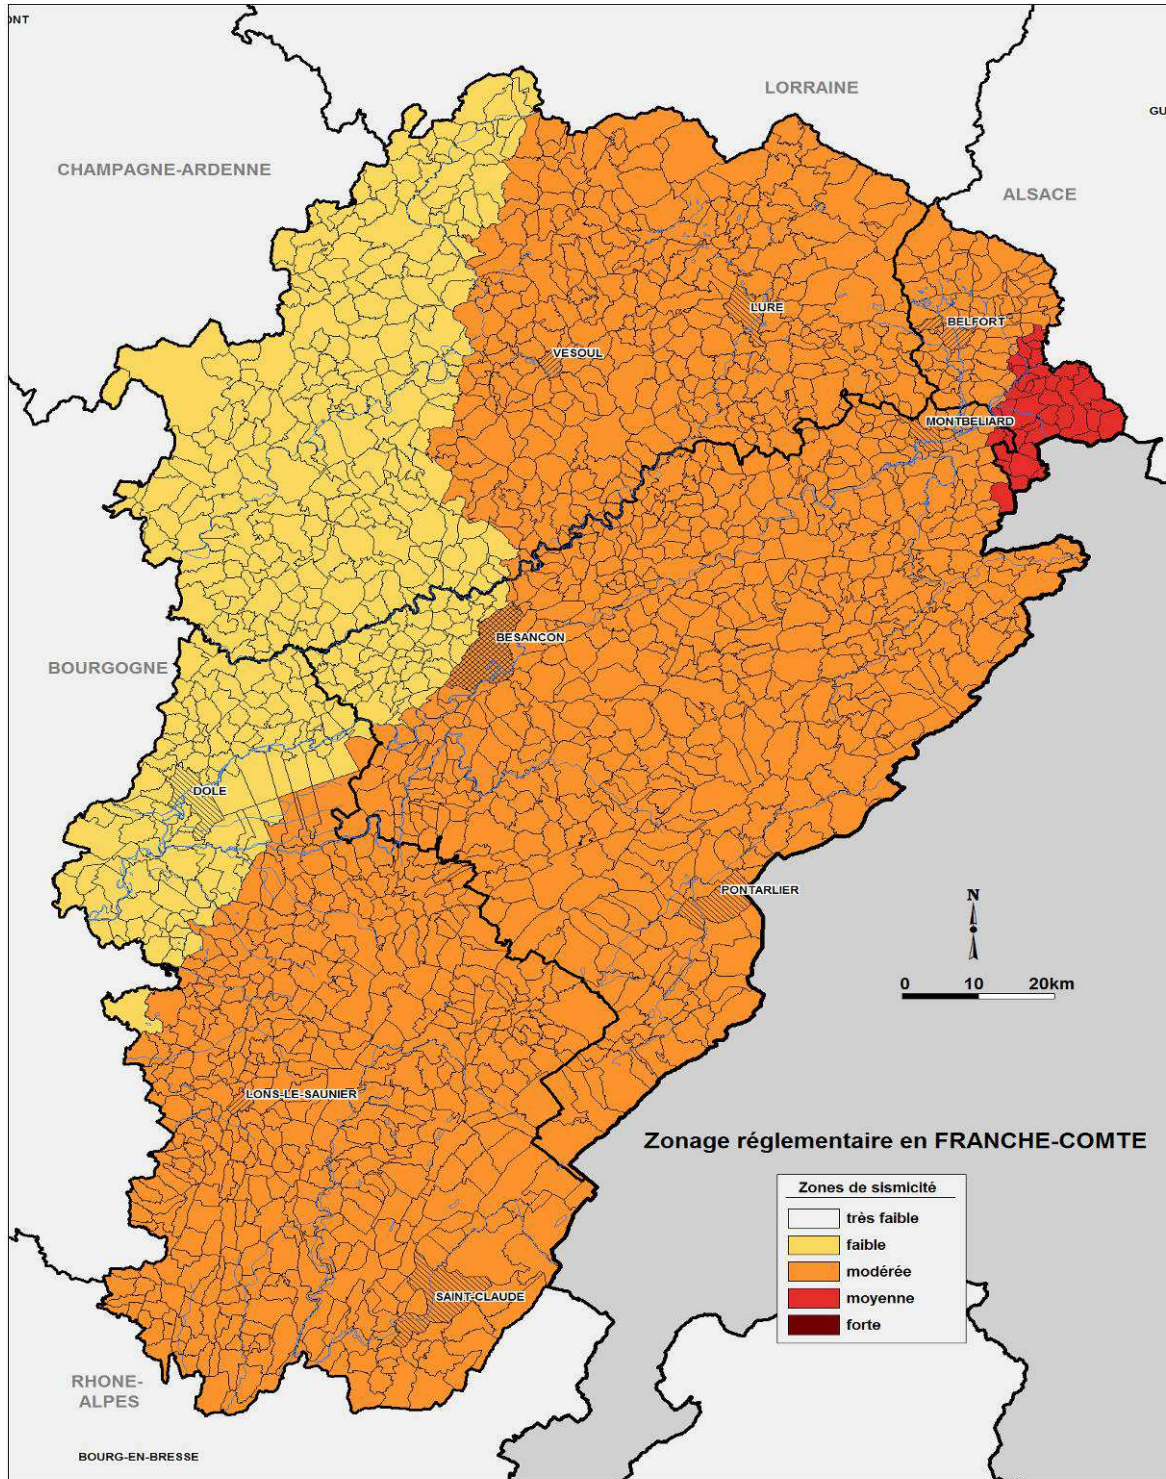 ONT
LORRAINE
GU
CHAMPAGNE-ARDENNE
ALSACE
LURE
BELFORT
VESOUL
MONTBELIARD
BESANCON
BOURGOGNE
DOLE
PONTARLIER
N
0 10 20km
LONS-LE-SAUNIER
Zonage réglementaire en FRANCHE-COMTE
Zones de sismicité
très faible
faible
modérée
moyenne
forte
SAINT-CLAUDE
RHONE-
ALPES
BOURG-EN-BRESSE